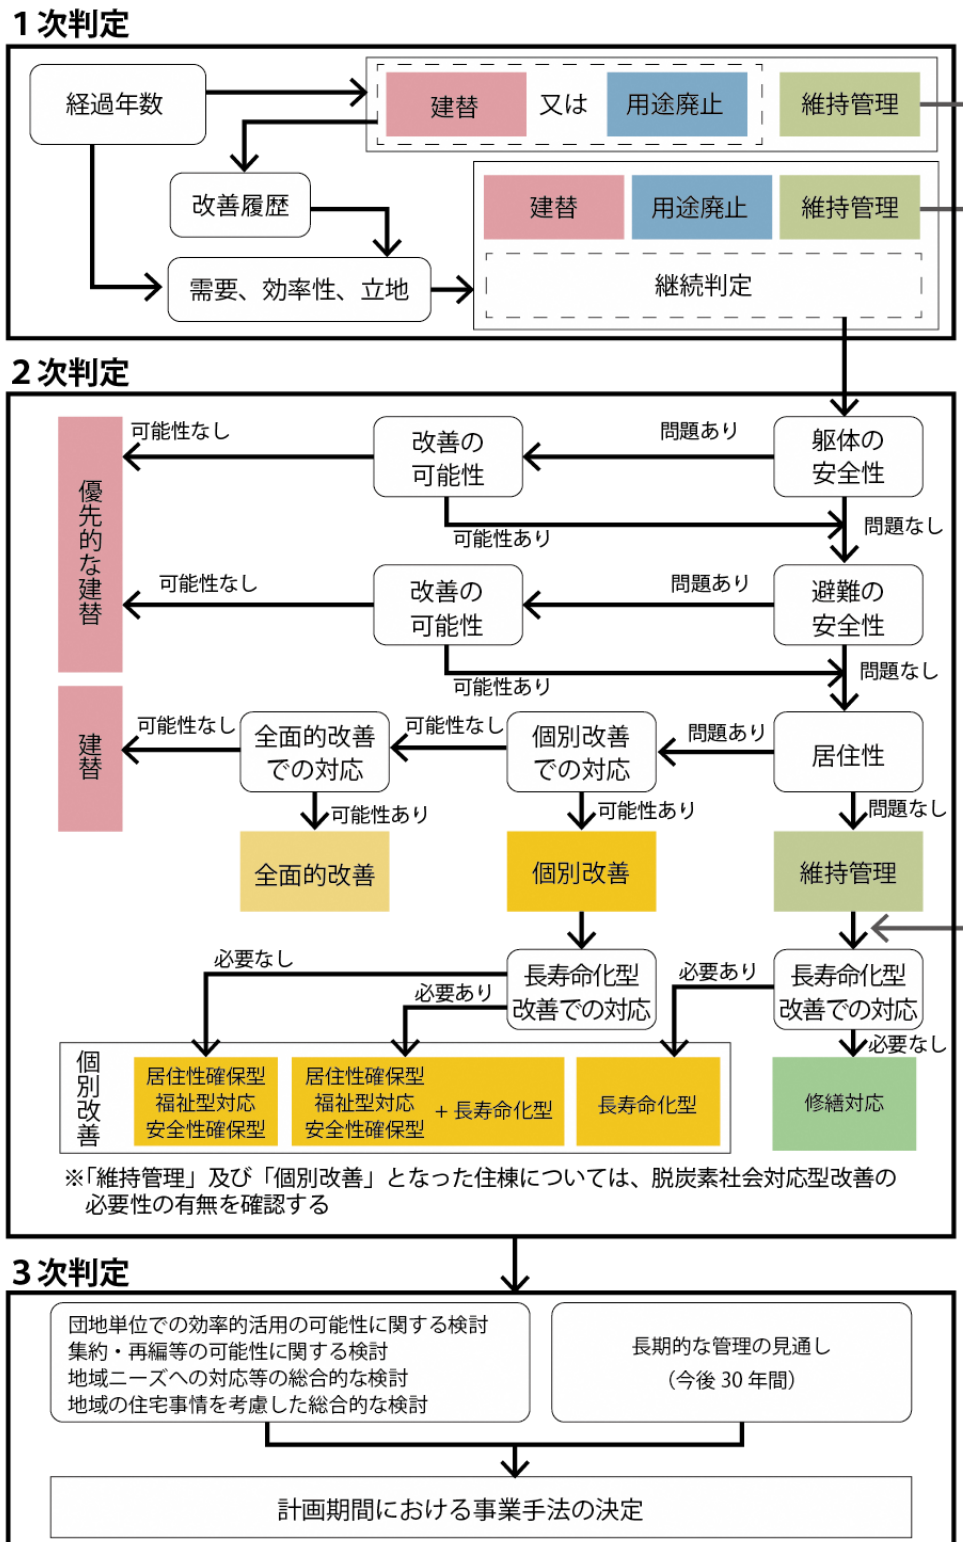 1次判定
経過年数
建替
又は
用途廃止
維持管理
改善履歴
建替
用途廃止
維持管理
需要、効率性、立地
継続判定
2次判定
優先的な建替
可能性なし
改善の
可能性
問題あり
躯体の
安全性
可能性あり
問題なし
可能性なし
改善の
可能性
問題あり
避難の
安全性
可能性あり
問題なし
建替
可能性なし
全面的改善
での対応
可能性なし
個別改善
での対応
問題あり
居住性
可能性あり
可能性あり
問題なし
全面的改善
個別改善
維持管理
必要なし
必要あり
長寿命化型
改善での対応
必要あり
長寿命化型
改善での対応
必要なし
個別改善
居住性確保型
福祉型対応
安全性確保型
居住性確保型
福祉型対応
安全性確保型
+ 長寿命化型
長寿命化型
修繕対応
※「維持管理」及び「個別改善」となった住棟については、脱炭素社会対応型改善の
必要性の有無を確認する
3次判定
団地単位での効率的活用の可能性に関する検討
集約・再編等の可能性に関する検討
地域ニーズへの対応等の総合的な検討
地域の住宅事情を考慮した総合的な検討
長期的な管理の見通し
（今後 30 年間）
計画期間における事業手法の決定